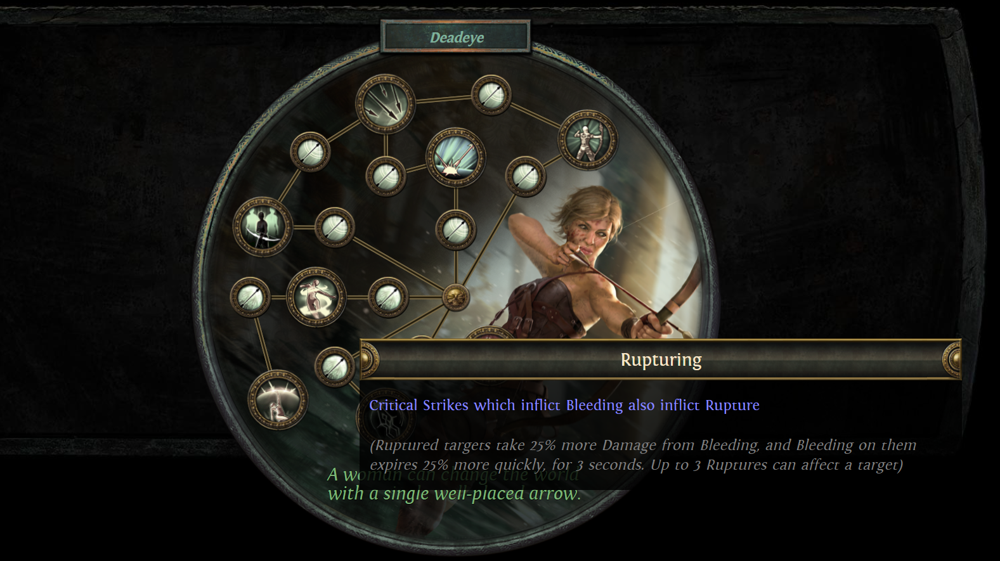 Deadeye
Rupturing
Critical Strikes which inflict Bleeding also inflict Rupture
(Ruptured targets take 25% more Damage from Bleeding, and Bleeding on them
expires 25% more quickly, for 3 seconds. Up to 3 Ruptures can affect a target)
A woman can change the world
with a single well-placed arrow.